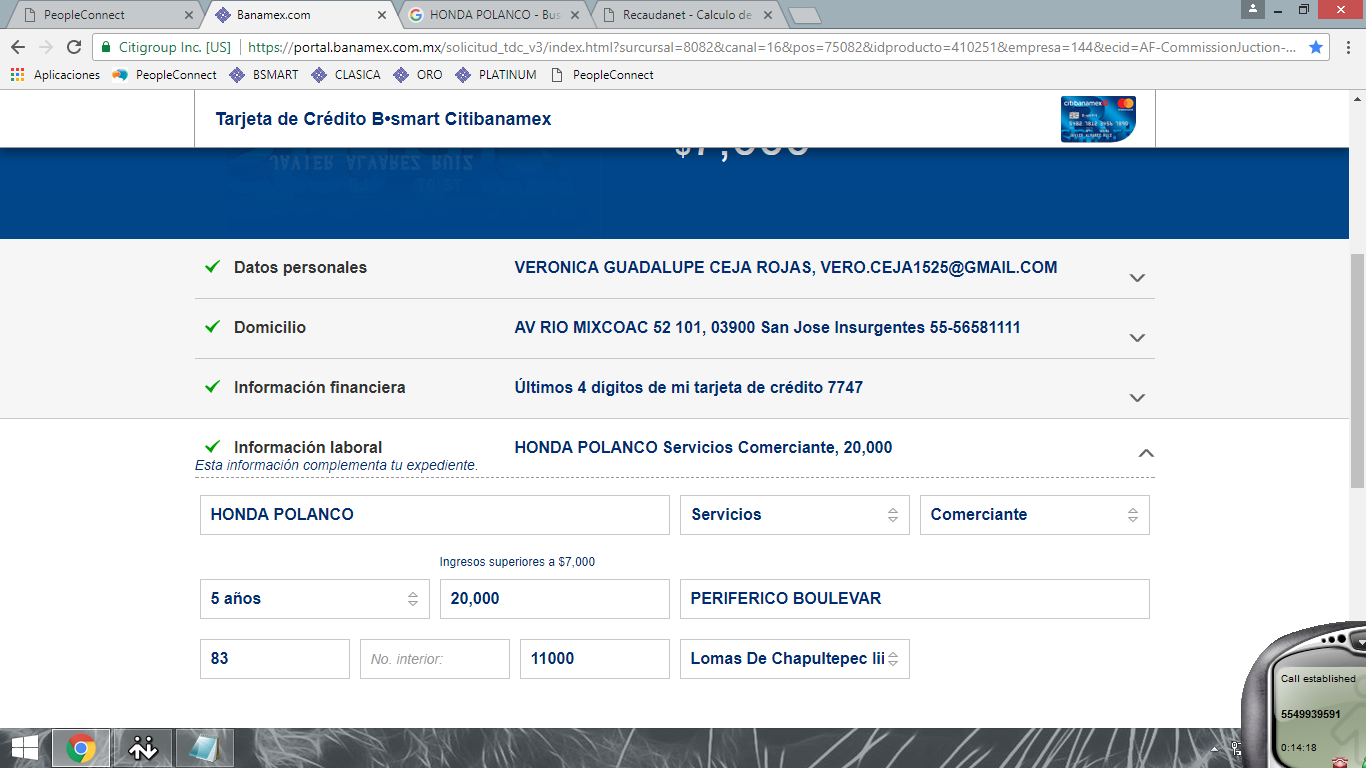 PeopleConnect
Banamex.com
HONDA POLANCO - Bus
Recaudanet - Calculo de
Citigroup Inc. [US]
https://portal.banamex.com.mx/solicitud_tdc_v3/index.html?surcursal=8082&canal=16&pos=75082&idproducto=410251&empresa=144&ecid=AF-CommissionJuction-...
Aplicaciones PeopleConnect BSMART CLASICA ORO PLATINUM PeopleConnect
Tarjeta de Crédito B•smart Citibanamex
citibanamex
JAVIER ALVAREZ RUIZ
Datos personales VERONICA GUADALUPE CEJA ROJAS, VERO.CEJA1525@GMAIL.COM
Domicilio AV RIO MIXCOAC 52 101, 03900 San Jose Insurgentes 55-56581111
Información financiera Últimos 4 dígitos de mi tarjeta de crédito 7747
Información laboral HONDA POLANCO Servicios Comerciante, 20,000
Esta información complementa tu expediente.
HONDA POLANCO Servicios Comerciante
Ingresos superiores a $7,000
5 años 20,000 PERIFERICO BOULEVAR
83 No. interior: 11000 Lomas De Chapultepec Iii
Call established
5549939591
0:14:18